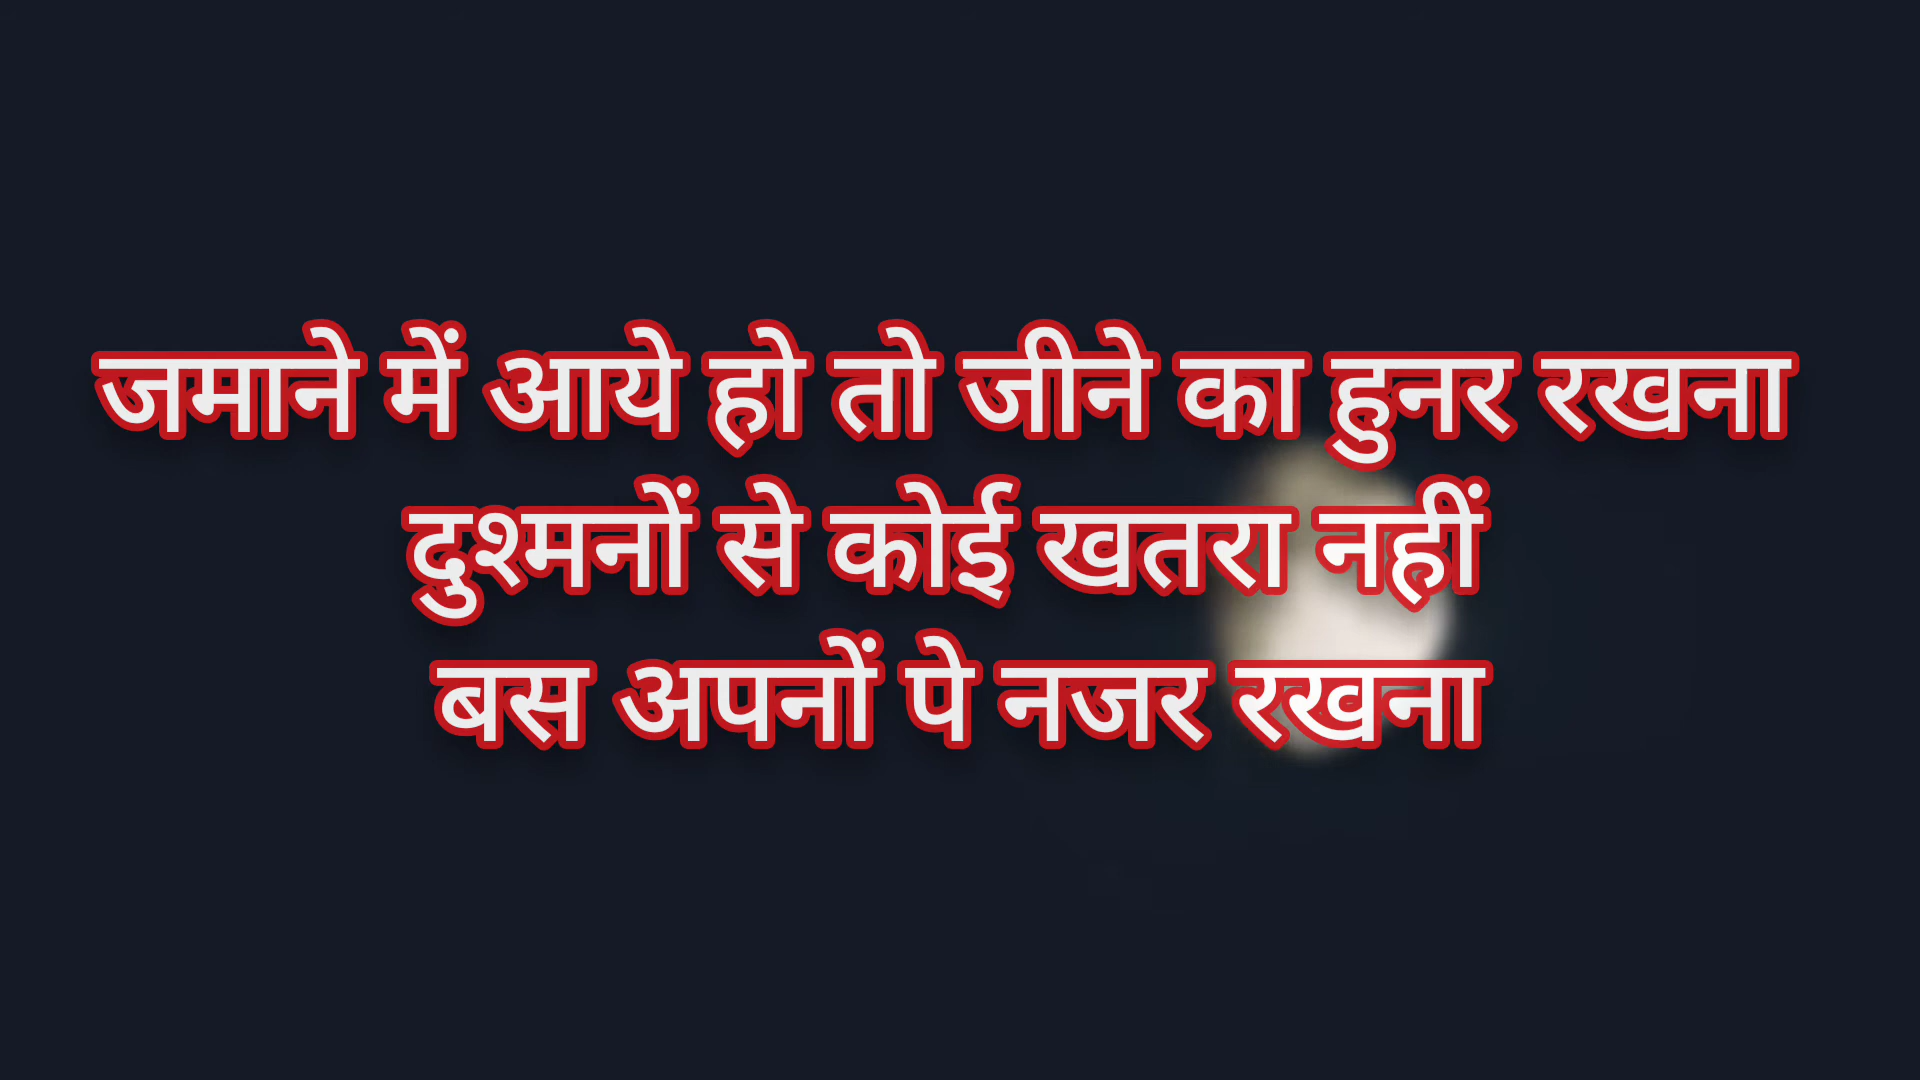 जमाने में आये हो तो जीने का हुनर रखना
दुश्मनों से कोई खतरा नहीं
बस अपनों पे नजर रखना